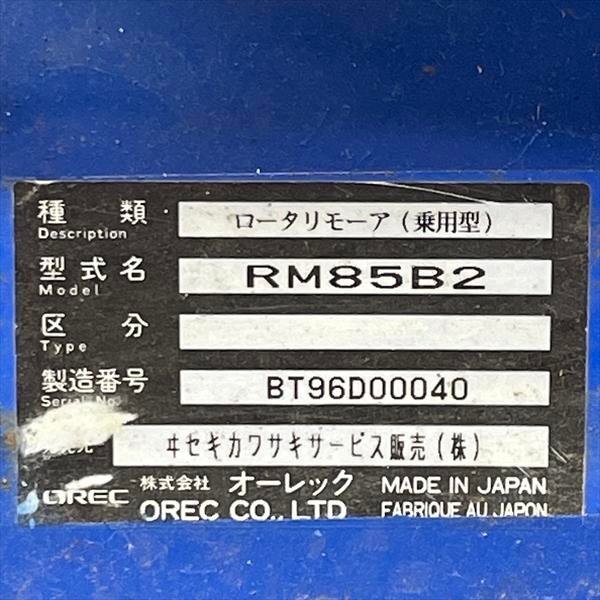 種類 ロータリモーア(乗用型)
Description
型式名 RM85B2
Model
区分
Type
製造番号 BT96D00040
Serial No.
ヰセキカワサキサービス販売(株)
OREC 株式会社 オーレック MADE IN JAPAN
OREC CO., LTD FABRIQUE AU JAPON